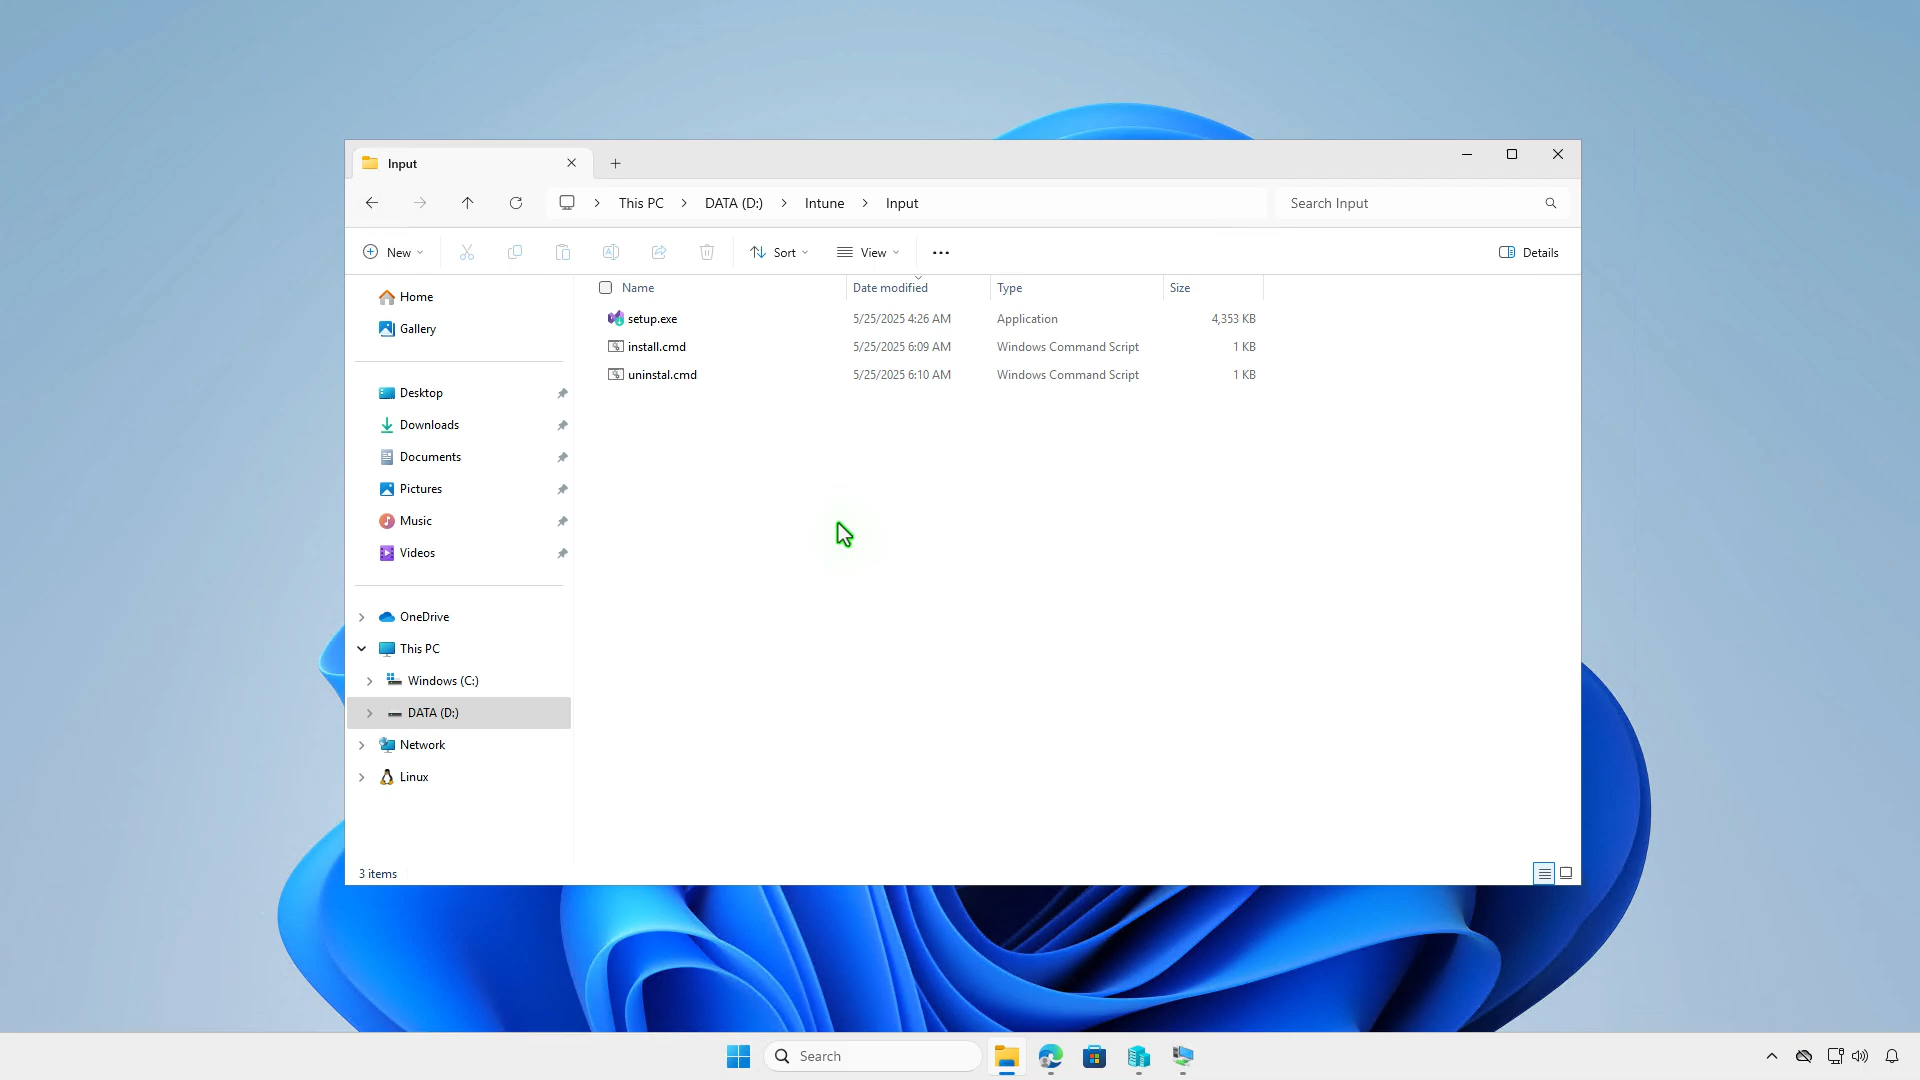 Input
This PC
DATA (D:)
Intune
Input
Search Input
New
Sort
View
Details
Name
Date modified
Type
Size
setup.exe
5/25/2025 4:26 AM
Application
4,353 KB
install.cmd
5/25/2025 6:09 AM
Windows Command Script
1 KB
uninstal.cmd
5/25/2025 6:10 AM
Windows Command Script
1 KB
Home
Gallery
Desktop
Downloads
Documents
Pictures
Music
Videos
OneDrive
This PC
Windows (C:)
DATA (D:)
Network
Linux
3 items
Search